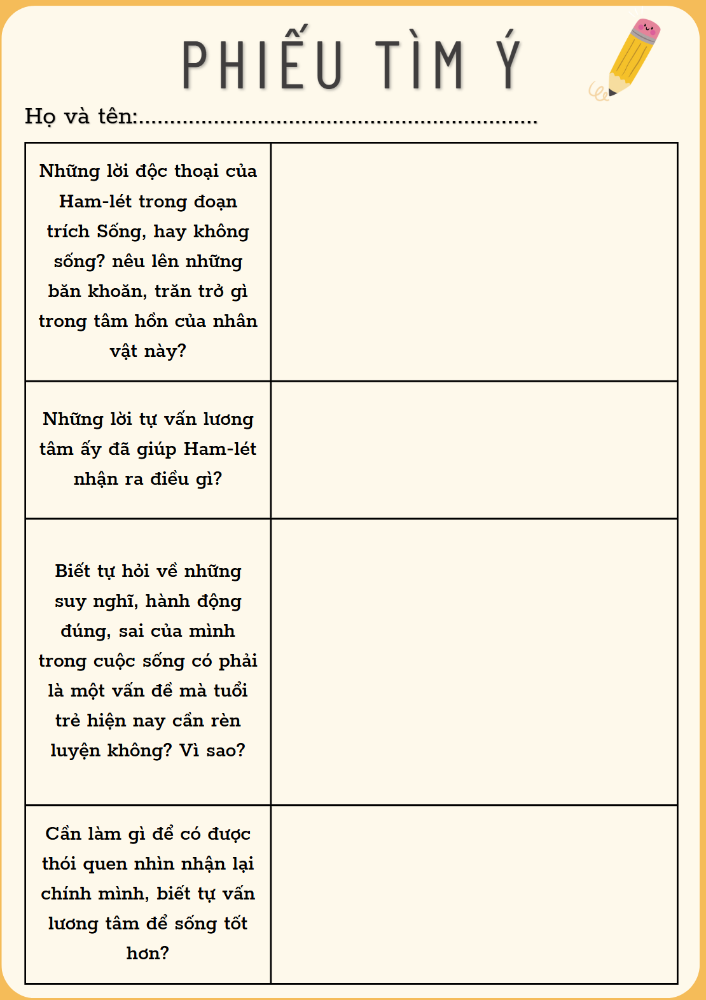 PHIẾU TÌM Ý
Họ và tên:................................................................
Những lời độc thoại của
Ham-lét trong đoạn
trích Sống, hay không
sống? nêu lên những
băn khoăn, trăn trở gì
trong tâm hồn của nhân
vật này?
Những lời tự vấn lương
tâm ấy đã giúp Ham-lét
nhận ra điều gì?
Biết tự hỏi về những
suy nghĩ, hành động
đúng, sai của mình
trong cuộc sống có phải
là một vấn đề mà tuổi
trẻ hiện nay cần rèn
luyện không? Vì sao?
Cần làm gì để có được
thói quen nhìn nhận lại
chính mình, biết tự vấn
lương tâm để sống tốt
hơn?